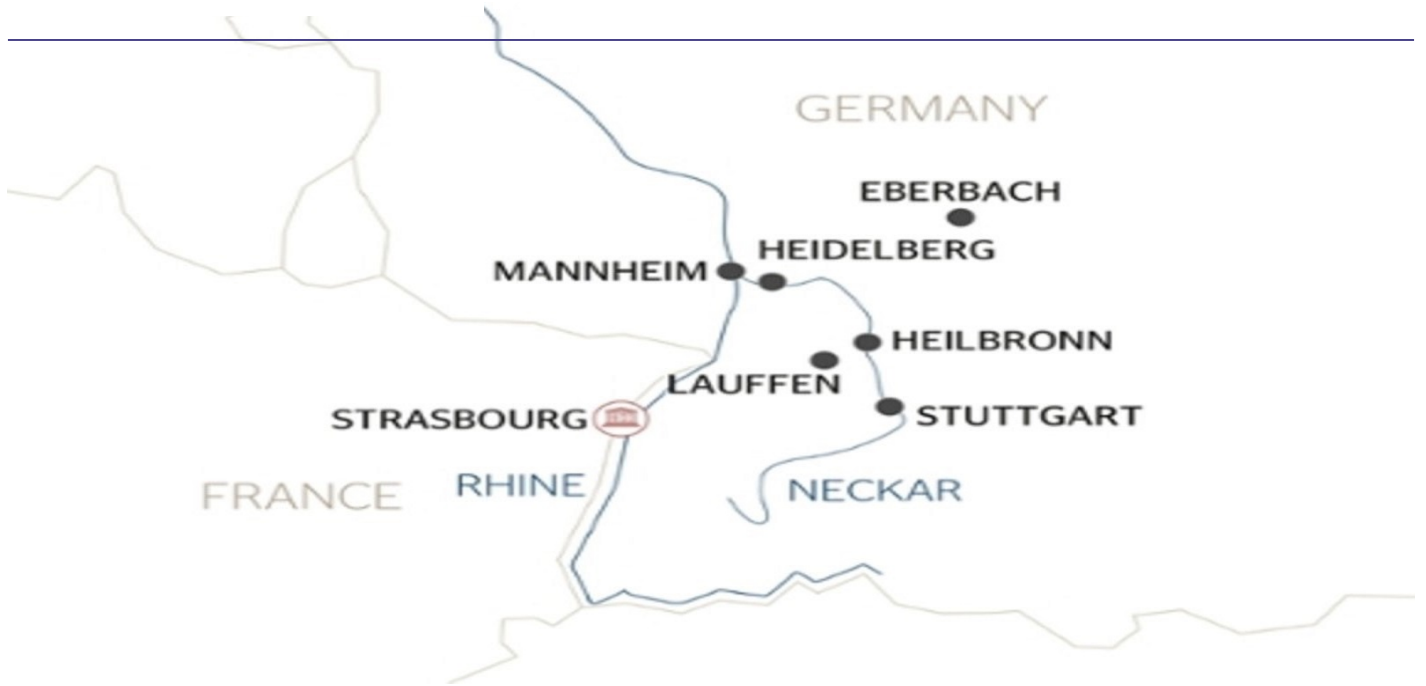 GERMANY
EBERBACH
HEIDELBERG
MANNHEIM
HEILBRONN
LAUFFEN
STRASBOURG
STUTTGART
RHINE
NECKAR
FRANCE